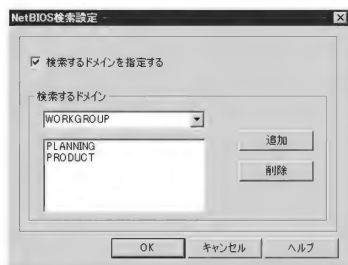 NetBIOS検索設定
検索するドメインを指定する
検索するドメイン
WORKGROUP
PLANNING
PRODUCT
追加
削除
OK
キャンセル
ヘルプ